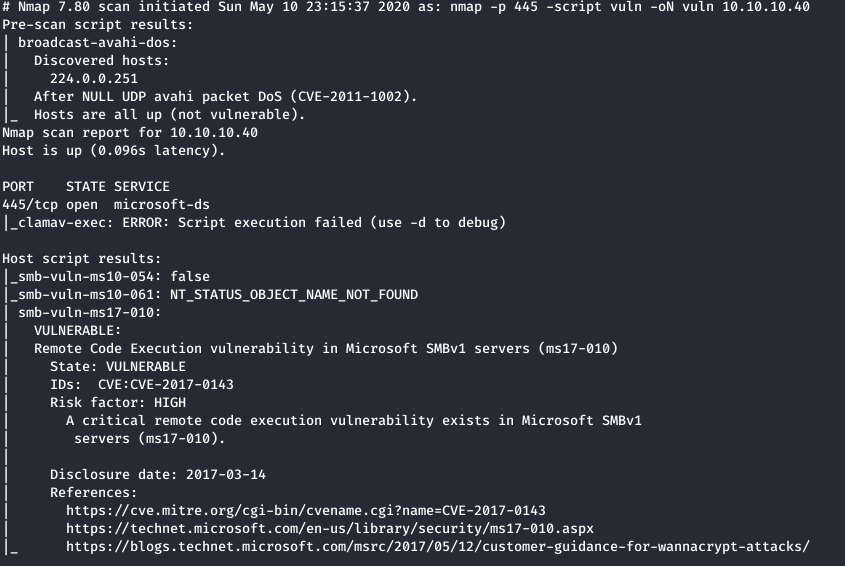 # Nmap 7.80 scan initiated Sun May 10 23:15:37 2020 as: nmap -p 445 -script vuln -oN vuln 10.10.10.40
Pre-scan script results:
| broadcast-avahi-dos:
|   Discovered hosts:
|     224.0.0.251
|   After NULL UDP avahi packet DoS (CVE-2011-1002).
|_  Hosts are all up (not vulnerable).
Nmap scan report for 10.10.10.40
Host is up (0.096s latency).

PORT    STATE SERVICE
445/tcp open  microsoft-ds
|_clamav-exec: ERROR: Script execution failed (use -d to debug)

Host script results:
|_smb-vuln-ms10-054: false
|_smb-vuln-ms10-061: NT_STATUS_OBJECT_NAME_NOT_FOUND
| smb-vuln-ms17-010:
|   VULNERABLE:
|   Remote Code Execution vulnerability in Microsoft SMBv1 servers (ms17-010)
|     State: VULNERABLE
|     IDs:  CVE:CVE-2017-0143
|     Risk factor: HIGH
|       A critical remote code execution vulnerability exists in Microsoft SMBv1
|        servers (ms17-010).
|
|     Disclosure date: 2017-03-14
|     References:
|       https://cve.mitre.org/cgi-bin/cvename.cgi?name=CVE-2017-0143
|       https://technet.microsoft.com/en-us/library/security/ms17-010.aspx
|_      https://blogs.technet.microsoft.com/msrc/2017/05/12/customer-guidance-for-wannacrypt-attacks/